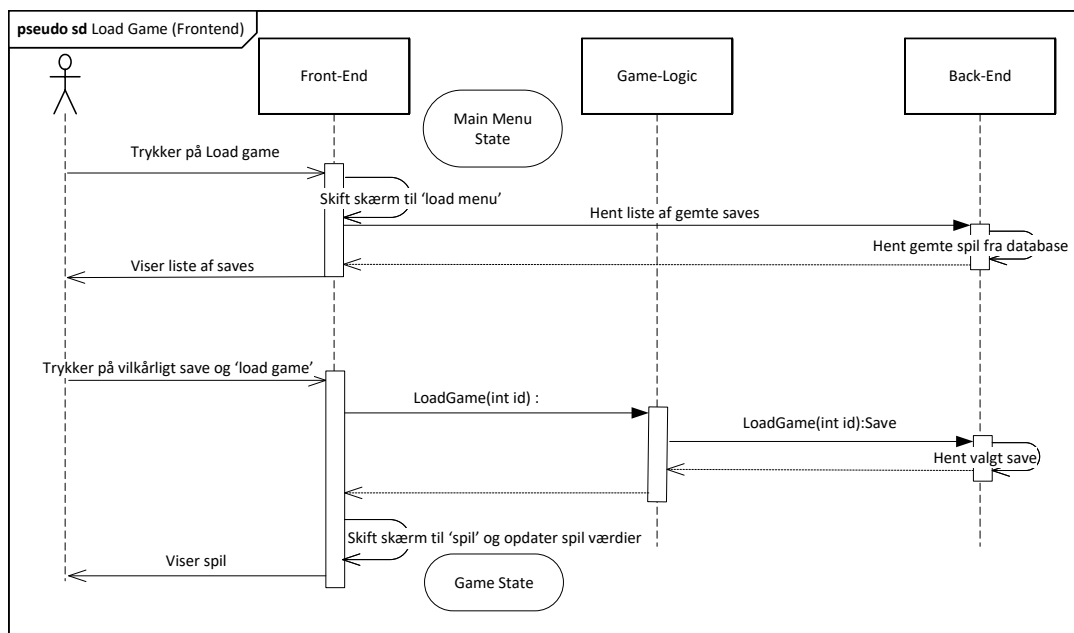 pseudo sd Load Game (Frontend)
Front-End
Game-Logic
Back-End
Main Menu
State
Trykker på Load game
Skift skærm til ‘load menu’
Hent liste af gemte saves
Hent gemte spil fra database
Viser liste af saves
Trykker på vilkårligt save og ‘load game’
LoadGame(int id) :
LoadGame(int id):Save
Hent valgt save
Skift skærm til ‘spil’ og opdater spil værdier
Viser spil
Game State